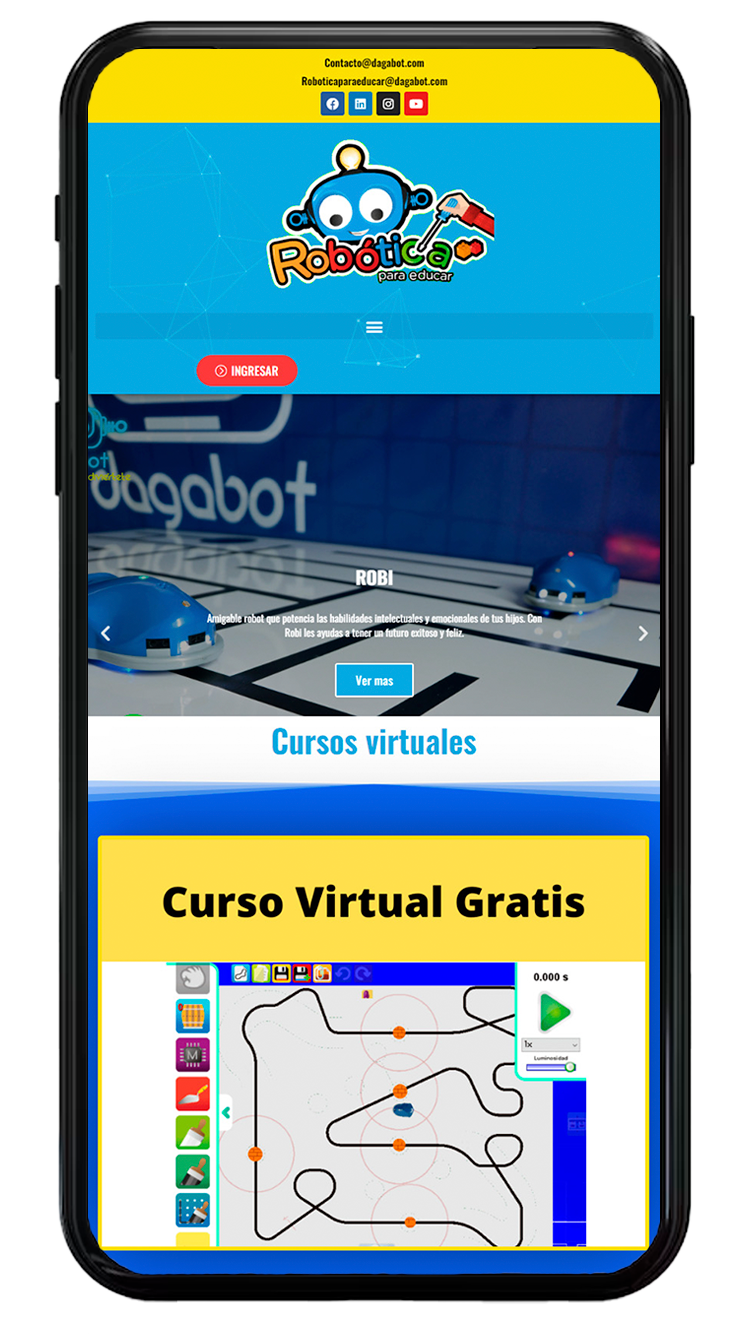 Contacto@dagabot.com
Roboticaparaeducar@dagabot.com
Robótica
para educar
INGRESAR
bot
diviértete
dagabot
ROBI
Amigable robot que potencia las habilidades intelectuales y emocionales de tus hijos. Con
Robi les ayudas a tener un futuro exitoso y feliz.
Ver mas
Cursos virtuales
Curso Virtual Gratis
0.000 s
M
1x
Luminosidad